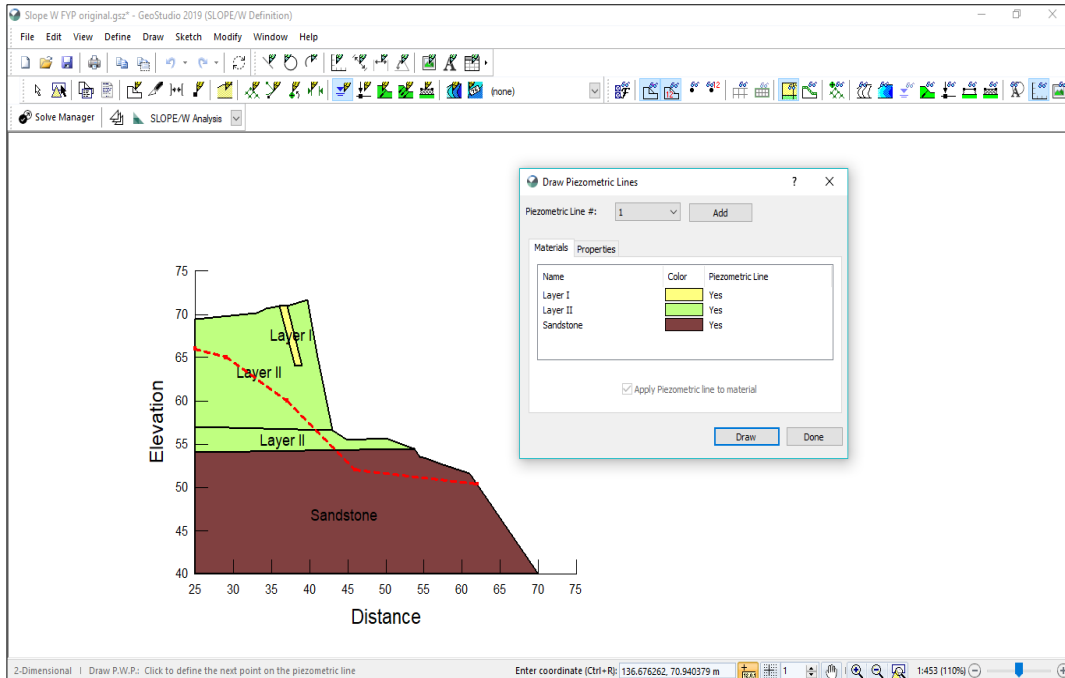 Slope W FYP original.gsz* - GeoStudio 2019 (SLOPE/W Definition)
File Edit View Define Draw Sketch Modify Window Help
(none)
Solve Manager SLOPE/W Analysis
Draw Piezometric Lines ? X
Piezometric Line #: 1 Add
Materials Properties
Name Color Piezometric Line
Layer I Yes
Layer II Yes
Sandstone Yes
Apply Piezometric line to material
Draw Done
75
70
65
60
55
50
45
40
Elevation
Layer I
Layer II
Layer II
Sandstone
25 30 35 40 45 50 55 60 65 70 75
Distance
2-Dimensional | Draw P.W.P.: Click to define the next point on the piezometric line Enter coordinate (Ctrl+R): 136.676262, 70.940379 m 1 1:453 (110%)